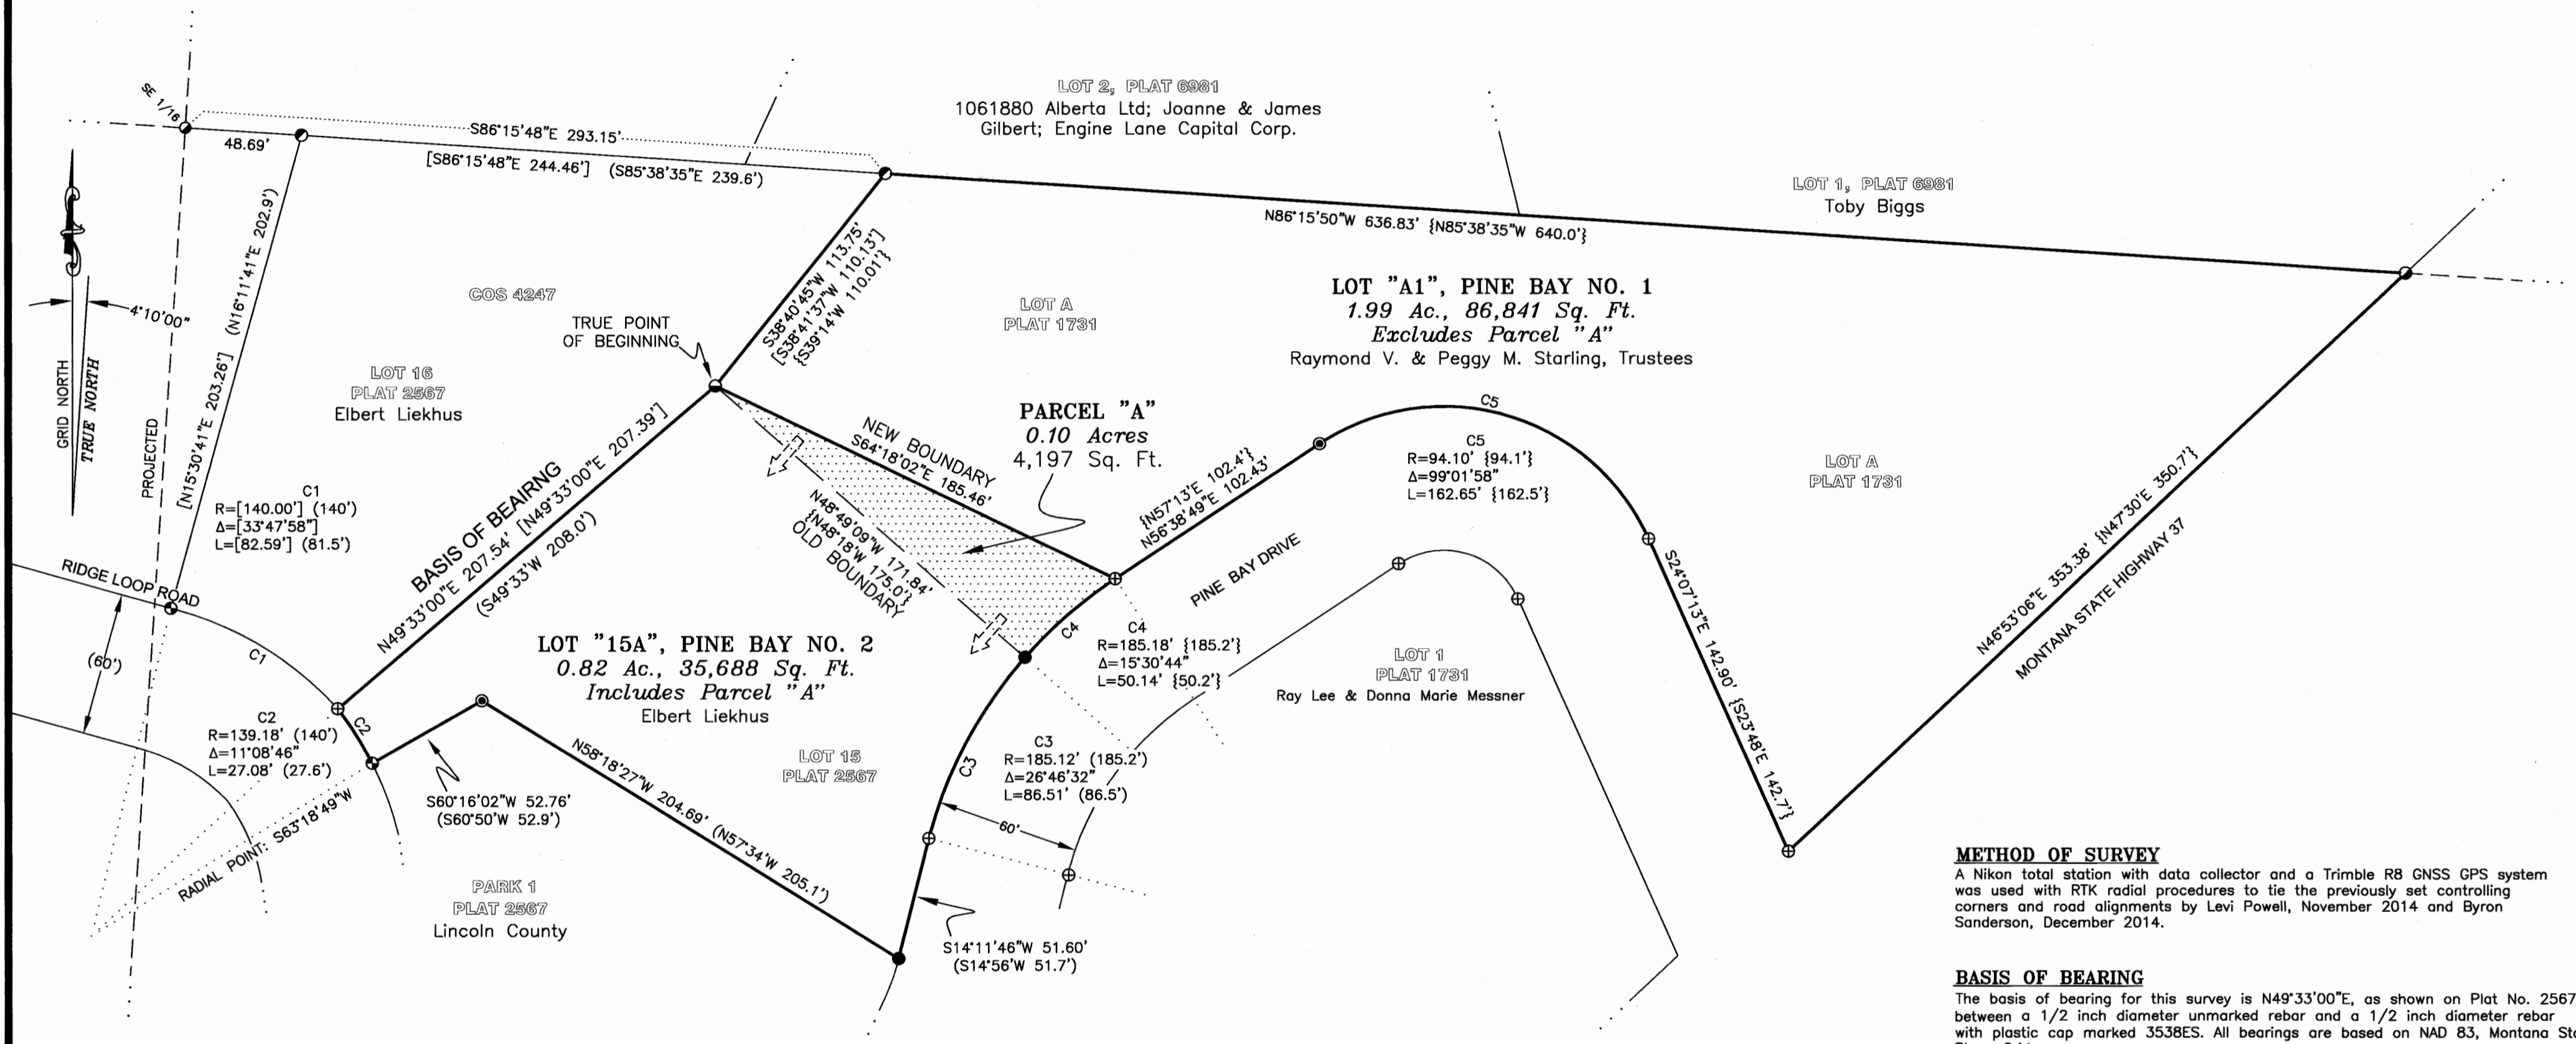 LOT 2, PLAT 6981
1061880 Alberta Ltd; Joanne & James
Gilbert; Engine Lane Capital Corp.
SE 1/16
S86°15'48"E 293.15'
48.69'
[S86°15'48"E 244.46'] (S85°38'35"E 239.6')
LOT 1, PLAT 6981
Toby Biggs
N86°15'50"W 636.83' {N85°38'35"W 640.0'}
[N15°30'41"E 203.26'] (N16°11'41"E 202.9')
S38°40'45"W 113.75'
[S38°41'37"W 110.13']
{S39°14'W 110.01'}
COS 4247
LOT A
PLAT 1731
LOT "A1", PINE BAY NO. 1
1.99 Ac., 86,841 Sq. Ft.
Excludes Parcel "A"
Raymond V. & Peggy M. Starling, Trustees
4°10'00"
GRID NORTH
TRUE NORTH
PROJECTED
TRUE POINT
OF BEGINNING
LOT 16
PLAT 2567
Elbert Liekhus
PARCEL "A"
0.10 Acres
4,197 Sq. Ft.
NEW BOUNDARY
S64°18'02"E 185.46'
N48°49'09"W 171.84'
{N48°18'W 175.0'}
OLD BOUNDARY
C5
C5
R=94.10' {94.1'}
Δ=99°01'58"
L=162.65' {162.5'}
{N57°13'E 102.4'}
N56°38'49"E 102.43'
PINE BAY DRIVE
LOT A
PLAT 1731
C1
R=[140.00'] (140')
Δ=[33°47'58"]
L=[82.59'] (81.5')
BASIS OF BEAIRNG
N49°33'00"E 207.54' [N49°33'00"E 207.39']
(S49°33'W 208.0')
RIDGE LOOP ROAD
(60')
C1
C2
C2
R=139.18' (140')
Δ=11°08'46"
L=27.08' (27.6')
RADIAL POINT: S63°18'49"W
LOT "15A", PINE BAY NO. 2
0.82 Ac., 35,688 Sq. Ft.
Includes Parcel "A"
Elbert Liekhus
C4
C4
R=185.18' {185.2'}
Δ=15°30'44"
L=50.14' {50.2'}
LOT 1
PLAT 1731
Ray Lee & Donna Marie Messner
S24°07'13"E 142.90' {S23°48'E 142.7'}
N46°53'06"E 353.38' {N47°30'E 350.7'}
MONTANA STATE HIGHWAY 37
S60°16'02"W 52.76'
(S60°50'W 52.9')
N58°18'27"W 204.69' (N57°34'W 205.1')
LOT 15
PLAT 2567
C3
C3
R=185.12' (185.2')
Δ=26°46'32"
L=86.51' (86.5')
60'
S14°11'46"W 51.60'
(S14°56'W 51.7')
PARK 1
PLAT 2567
Lincoln County
METHOD OF SURVEY
A Nikon total station with data collector and a Trimble R8 GNSS GPS system
was used with RTK radial procedures to tie the previously set controlling
corners and road alignments by Levi Powell, November 2014 and Byron
Sanderson, December 2014.
BASIS OF BEARING
The basis of bearing for this survey is N49°33'00"E, as shown on Plat No. 2567
between a 1/2 inch diameter unmarked rebar and a 1/2 inch diameter rebar
with plastic cap marked 3538ES. All bearings are based on NAD 83, Montana